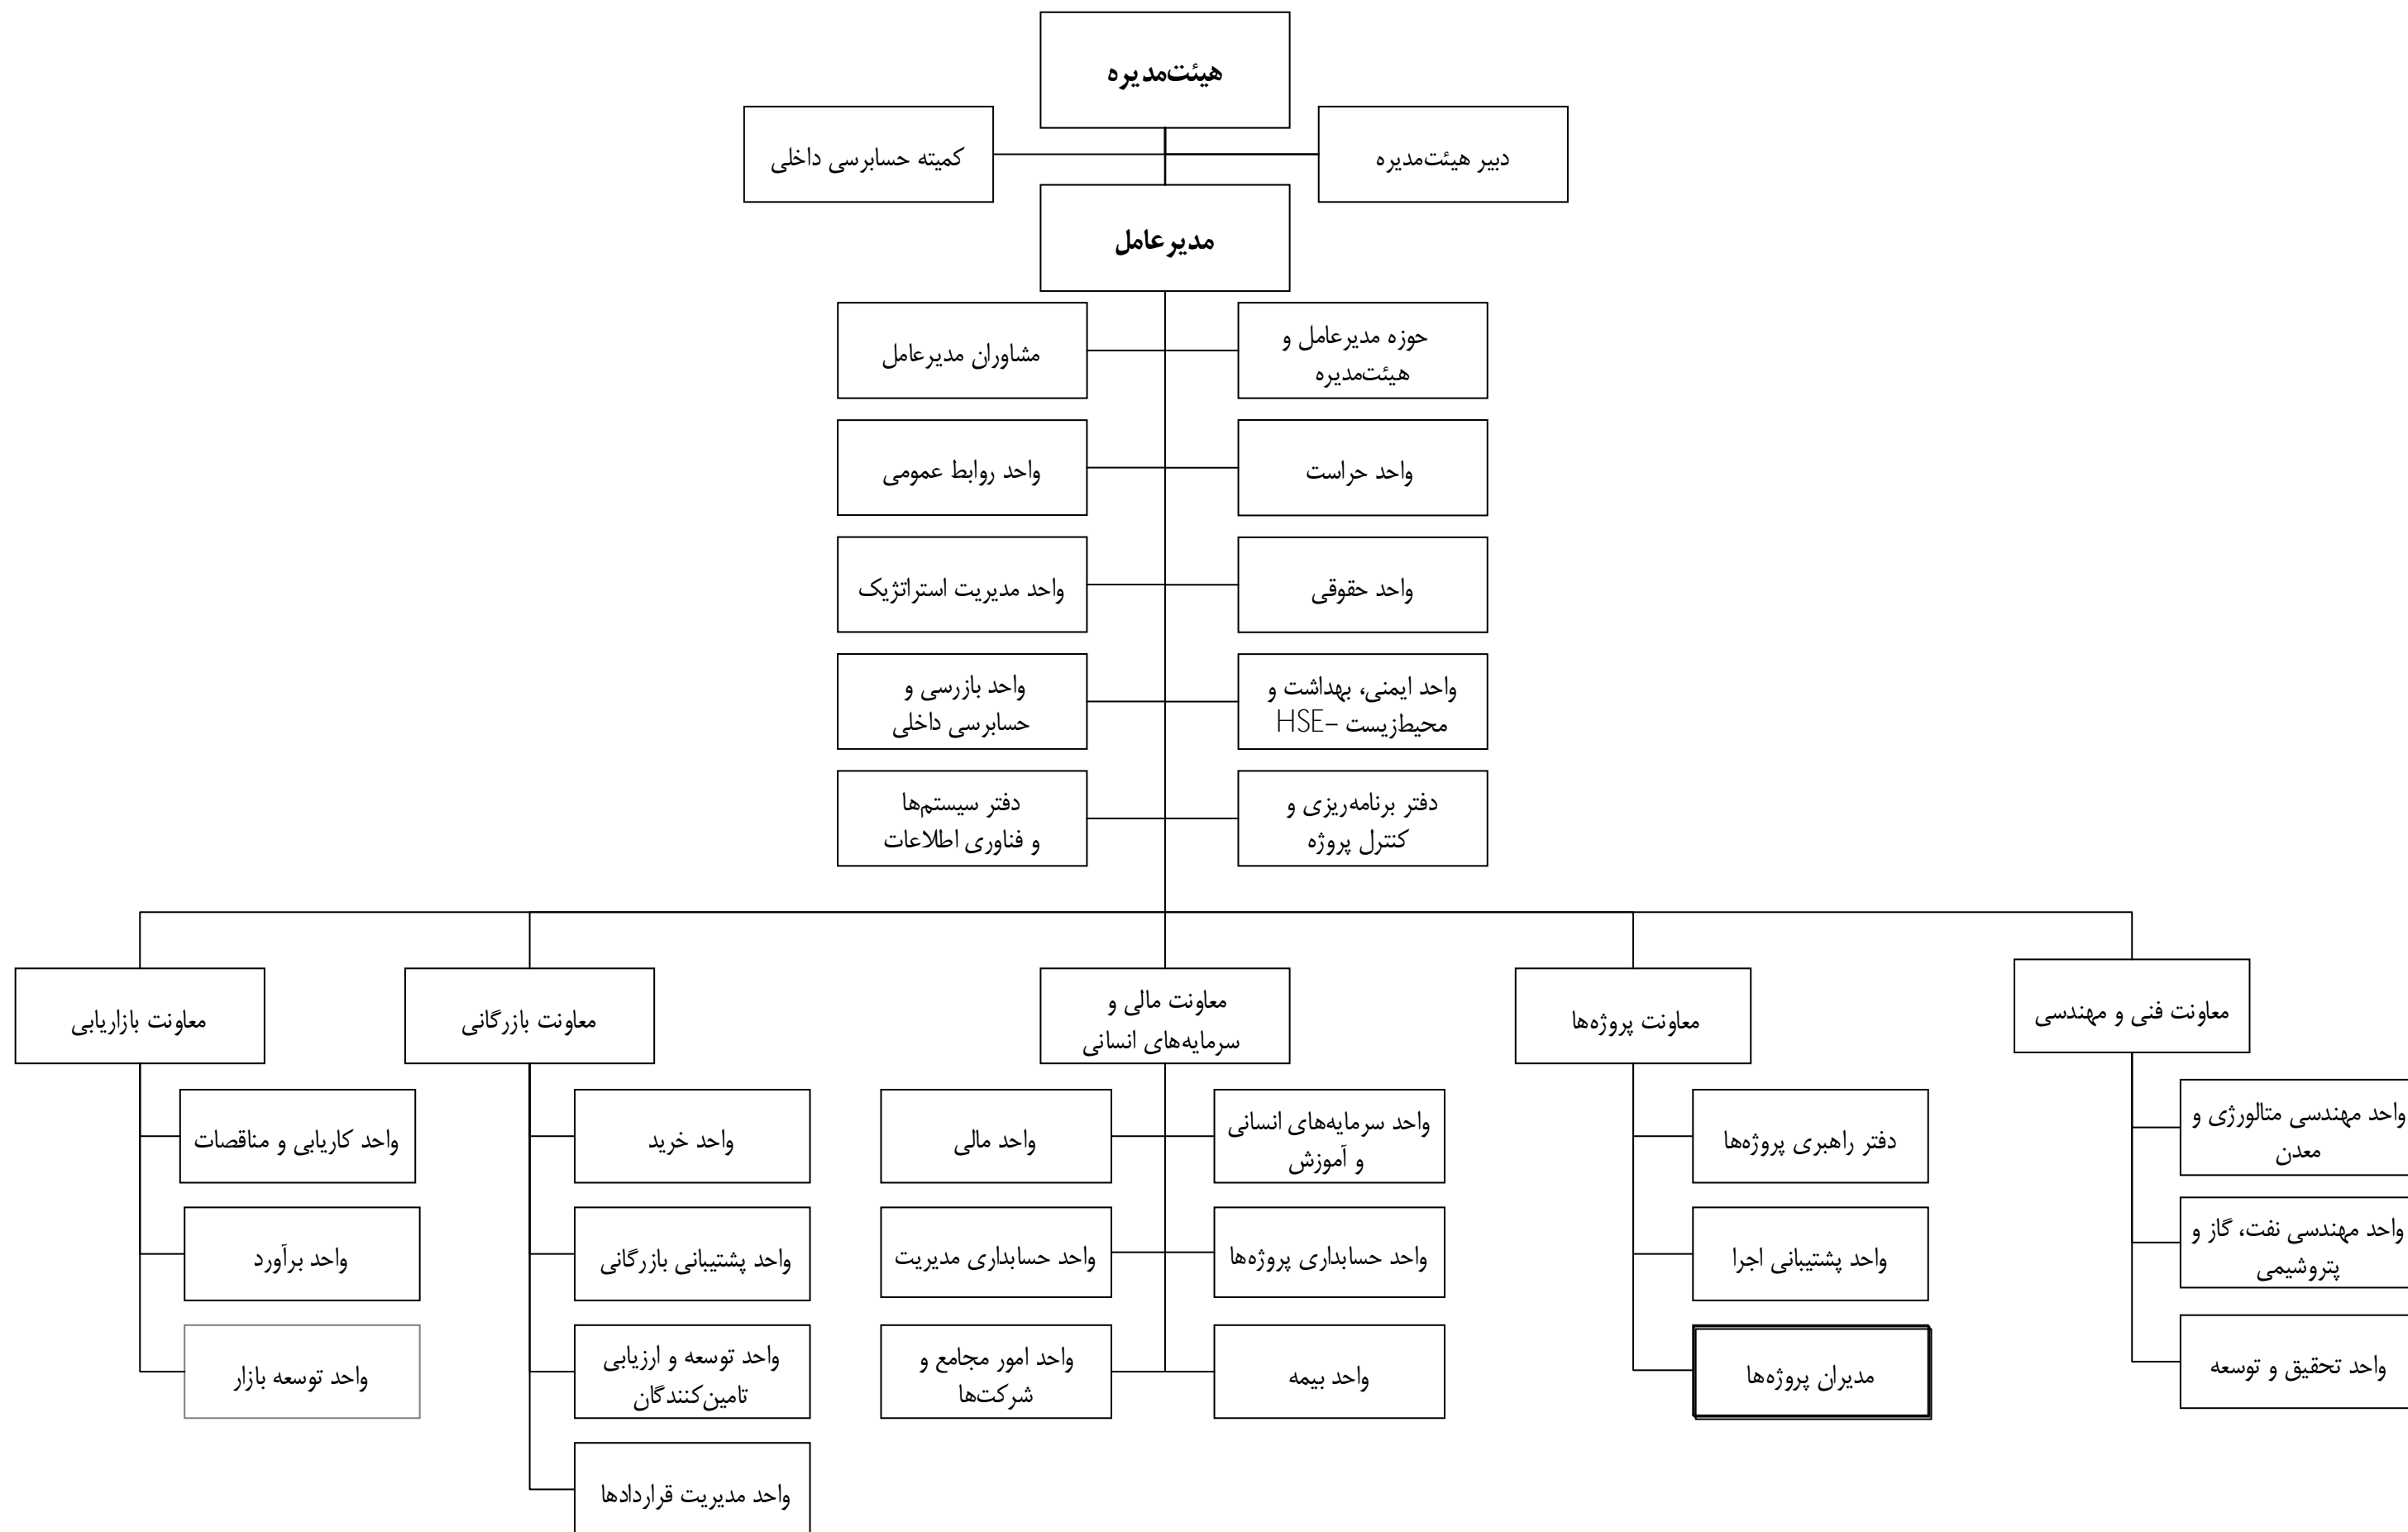 هیئت‌مدیره
دبیر هیئت‌مدیره
کمیته حسابرسی داخلی
مدیرعامل
حوزه مدیرعامل و
هیئت‌مدیره
مشاوران مدیرعامل
واحد حراست
واحد روابط عمومی
واحد حقوقی
واحد مدیریت استراتژیک
واحد ایمنی، بهداشت و
محیط‌زیست –HSE
واحد بازرسی و
حسابرسی داخلی
دفتر برنامه‌ریزی و
کنترل پروژه
دفتر سیستم‌ها
و فناوری اطلاعات
معاونت فنی و مهندسی
واحد مهندسی متالورژی و
معدن
واحد مهندسی نفت، گاز و
پتروشیمی
واحد تحقیق و توسعه
معاونت پروژه‌ها
دفتر راهبری پروژه‌ها
واحد پشتیبانی اجرا
مدیران پروژه‌ها
معاونت مالی و
سرمایه‌های انسانی
واحد سرمایه‌های انسانی
و آموزش
واحد مالی
واحد حسابداری پروژه‌ها
واحد حسابداری مدیریت
واحد بیمه
واحد امور مجامع و
شرکت‌ها
معاونت بازرگانی
واحد خرید
واحد پشتیبانی بازرگانی
واحد توسعه و ارزیابی
تامین‌کنندگان
واحد مدیریت قراردادها
معاونت بازاریابی
واحد کاریابی و مناقصات
واحد برآورد
واحد توسعه بازار